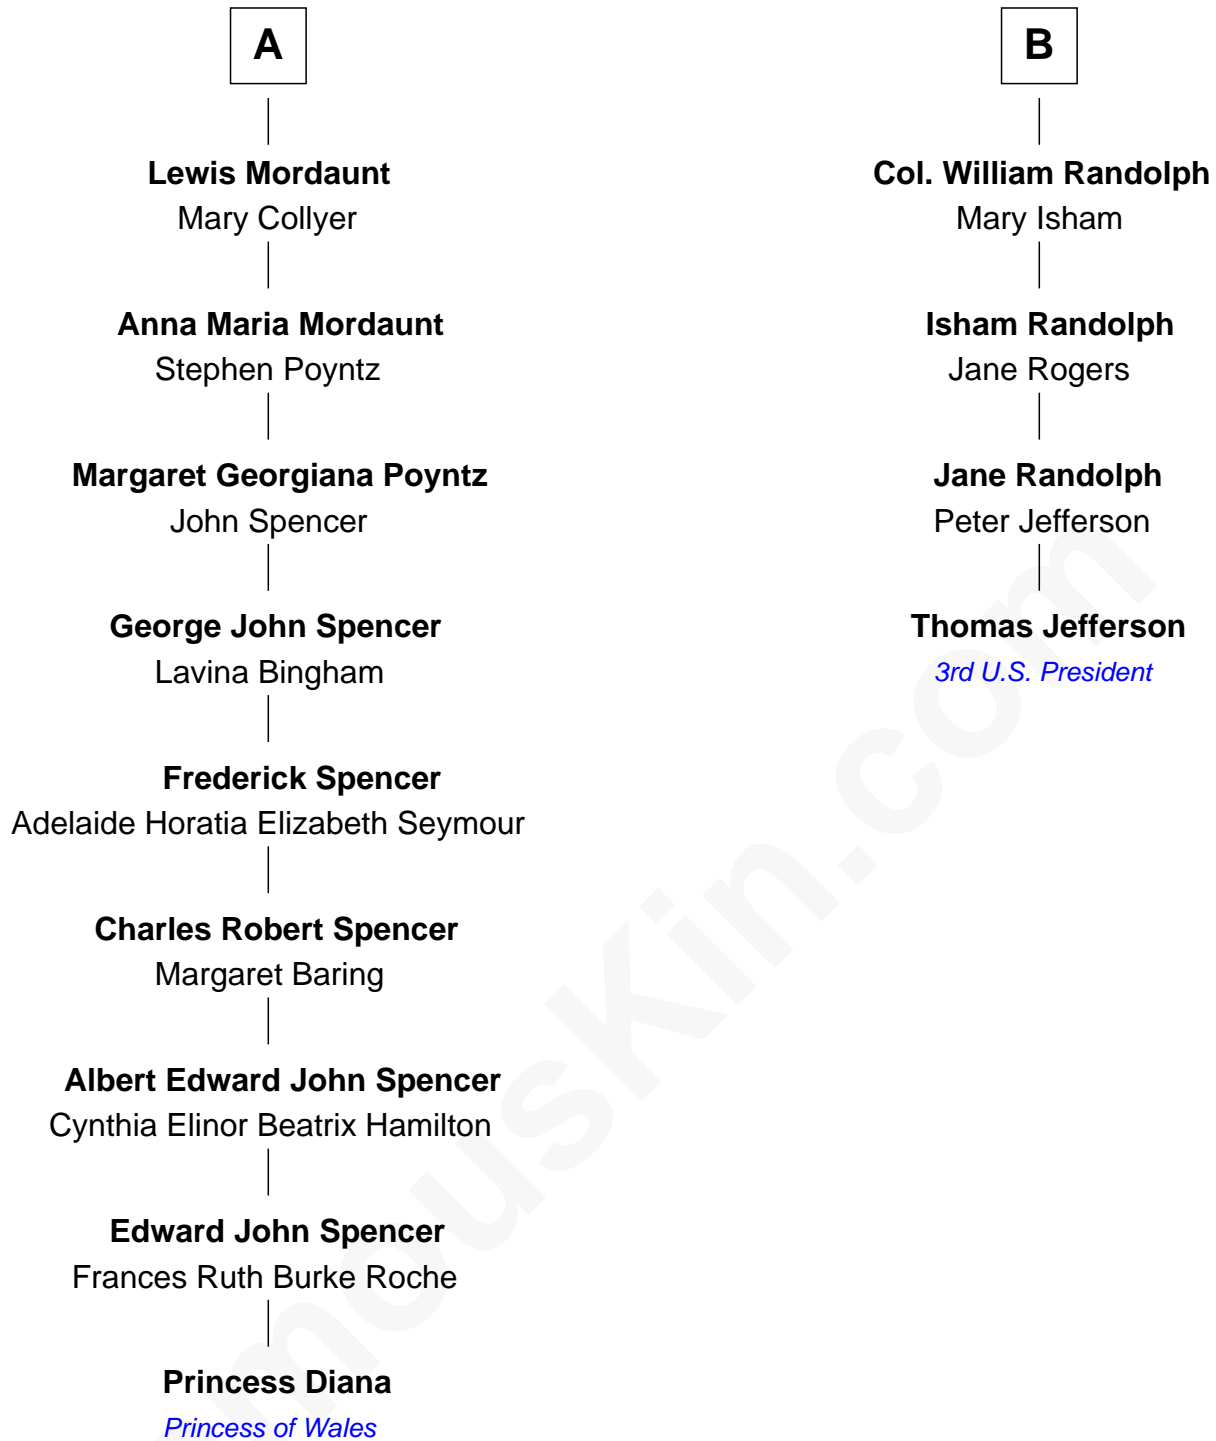 A
Lewis Mordaunt
Mary Collyer
Anna Maria Mordaunt
Stephen Poyntz
Margaret Georgiana Poyntz
John Spencer
George John Spencer
Lavina Bingham
Frederick Spencer
Adelaide Horatia Elizabeth Seymour
Charles Robert Spencer
Margaret Baring
Albert Edward John Spencer
Cynthia Elinor Beatrix Hamilton
Edward John Spencer
Frances Ruth Burke Roche
Princess Diana
Princess of Wales
B
Col. William Randolph
Mary Isham
Isham Randolph
Jane Rogers
Jane Randolph
Peter Jefferson
Thomas Jefferson
3rd U.S. President
mouskin.com